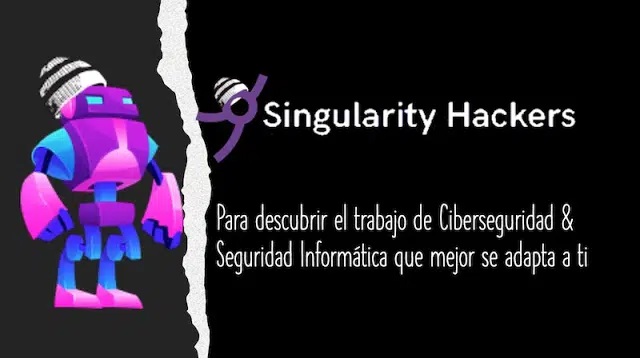 Singularity Hackers
Para descubrir el trabajo de Ciberseguridad &
Seguridad Informática que mejor se adapta a ti